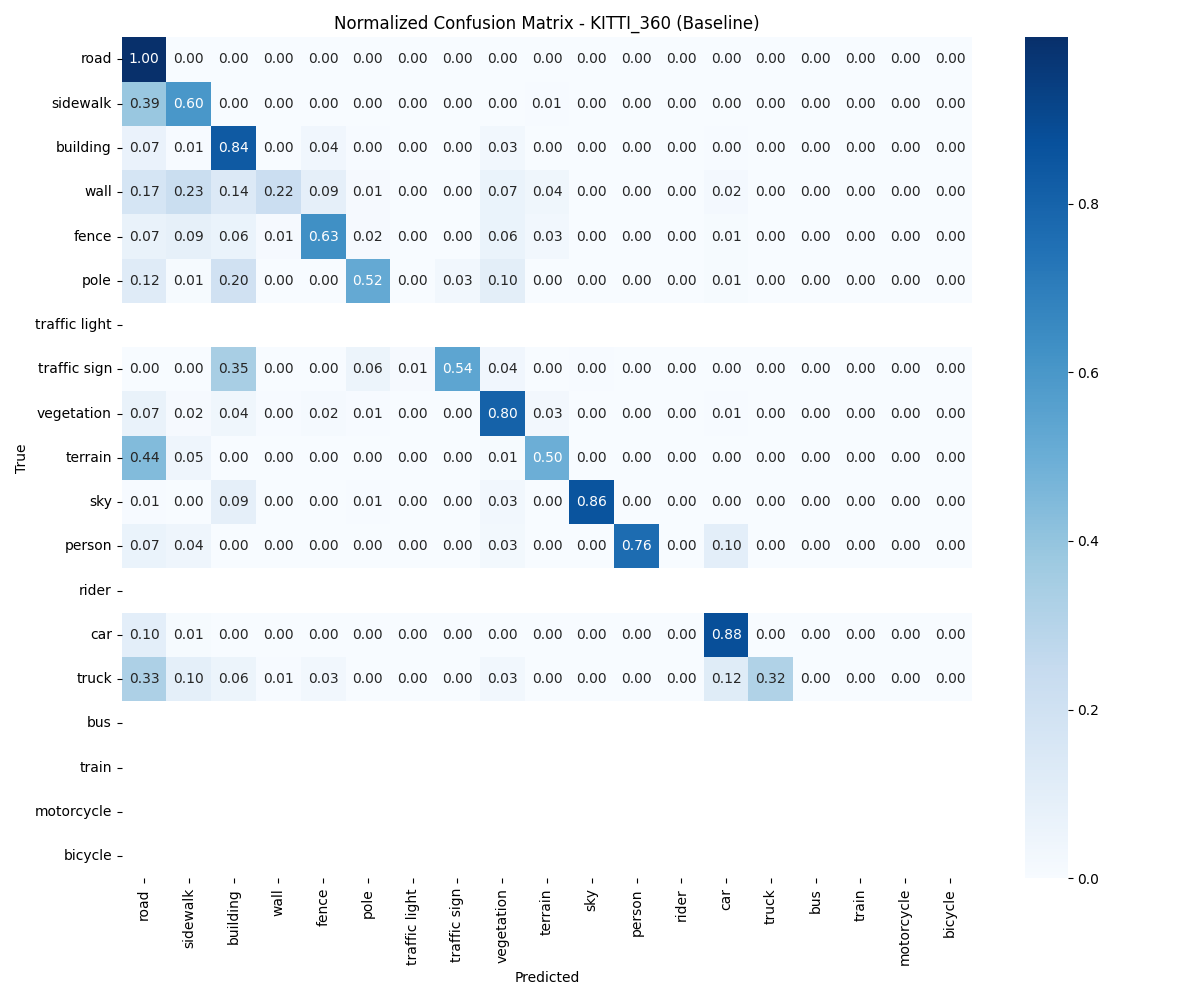 Normalized Confusion Matrix - KITTI_360 (Baseline)
road 1.00 0.00 0.00 0.00 0.00 0.00 0.00 0.00 0.00 0.00 0.00 0.00 0.00 0.00 0.00 0.00 0.00 0.00 0.00
sidewalk 0.39 0.60 0.00 0.00 0.00 0.00 0.00 0.00 0.00 0.01 0.00 0.00 0.00 0.00 0.00 0.00 0.00 0.00 0.00
building 0.07 0.01 0.84 0.00 0.04 0.00 0.00 0.00 0.03 0.00 0.00 0.00 0.00 0.00 0.00 0.00 0.00 0.00 0.00
wall 0.17 0.23 0.14 0.22 0.09 0.01 0.00 0.00 0.07 0.04 0.00 0.00 0.00 0.02 0.00 0.00 0.00 0.00 0.00
fence 0.07 0.09 0.06 0.01 0.63 0.02 0.00 0.00 0.06 0.03 0.00 0.00 0.00 0.01 0.00 0.00 0.00 0.00 0.00
pole 0.12 0.01 0.20 0.00 0.00 0.52 0.00 0.03 0.10 0.00 0.00 0.00 0.00 0.01 0.00 0.00 0.00 0.00 0.00
traffic light
traffic sign 0.00 0.00 0.35 0.00 0.00 0.06 0.01 0.54 0.04 0.00 0.00 0.00 0.00 0.00 0.00 0.00 0.00 0.00 0.00
vegetation 0.07 0.02 0.04 0.00 0.02 0.01 0.00 0.00 0.80 0.03 0.00 0.00 0.00 0.01 0.00 0.00 0.00 0.00 0.00
terrain 0.44 0.05 0.00 0.00 0.00 0.00 0.00 0.00 0.01 0.50 0.00 0.00 0.00 0.00 0.00 0.00 0.00 0.00 0.00
sky 0.01 0.00 0.09 0.00 0.00 0.01 0.00 0.00 0.03 0.00 0.86 0.00 0.00 0.00 0.00 0.00 0.00 0.00 0.00
person 0.07 0.04 0.00 0.00 0.00 0.00 0.00 0.00 0.03 0.00 0.00 0.76 0.00 0.10 0.00 0.00 0.00 0.00 0.00
rider
car 0.10 0.01 0.00 0.00 0.00 0.00 0.00 0.00 0.00 0.00 0.00 0.00 0.00 0.88 0.00 0.00 0.00 0.00 0.00
truck 0.33 0.10 0.06 0.01 0.03 0.00 0.00 0.00 0.03 0.00 0.00 0.00 0.00 0.12 0.32 0.00 0.00 0.00 0.00
bus
train
motorcycle
bicycle
True
road sidewalk building wall fence pole traffic light traffic sign vegetation terrain sky person rider car truck bus train motorcycle bicycle
Predicted
0.8
0.6
0.4
0.2
0.0